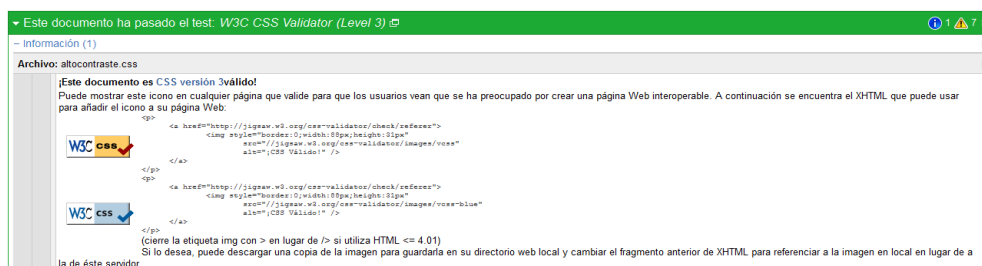 Este documento ha pasado el test: W3C CSS Validator (Level 3) 1 7
– Información (1)
Archivo: altocontraste.css
¡Este documento es CSS versión 3válido!
Puede mostrar este icono en cualquier página que valide para que los usuarios vean que se ha preocupado por crear una página Web interoperable. A continuación se encuentra el XHTML que puede usar
para añadir el icono a su página Web:
<p>
<a href="http://jigsaw.w3.org/css-validator/check/referer">
<img style="border:0;width:88px;height:31px"
src="//jigsaw.w3.org/css-validator/images/vcss"
alt="¡CSS Válido!" />
</a>
</p>
W3C css
<p>
<a href="http://jigsaw.w3.org/css-validator/check/referer">
<img style="border:0;width:88px;height:31px"
src="//jigsaw.w3.org/css-validator/images/vcss-blue"
alt="¡CSS Válido!" />
</a>
</p>
W3C css
(cierre la etiqueta img con > en lugar de /> si utiliza HTML <= 4.01)
Si lo desea, puede descargar una copia de la imagen para guardarla en su directorio web local y cambiar el fragmento anterior de XHTML para referenciar a la imagen en local en lugar de a
la de éste servidor